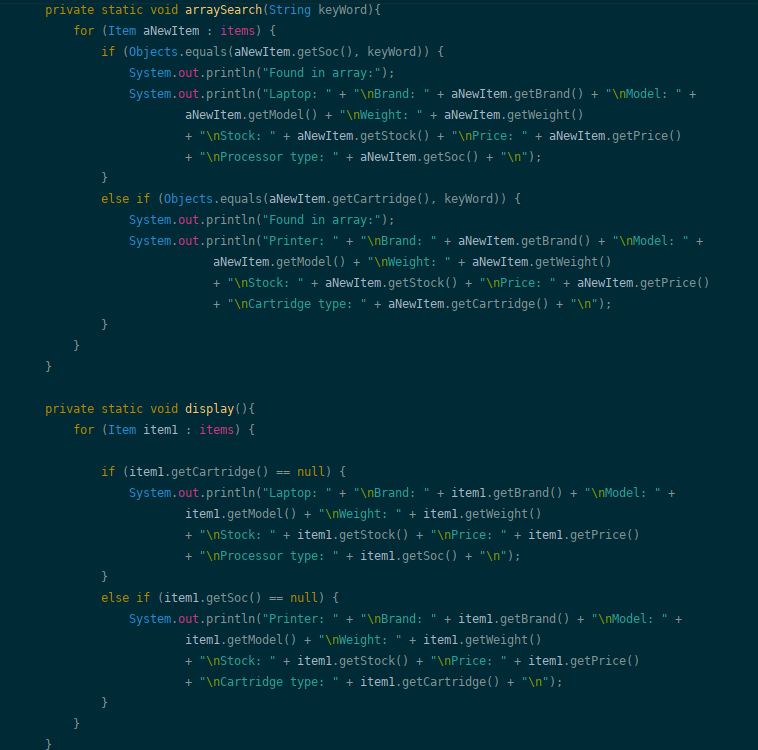 private static void arraySearch(String keyWord){
for (Item aNewItem : items) {
if (Objects.equals(aNewItem.getSoc(), keyWord)) {
System.out.println("Found in array:");
System.out.println("Laptop: " + "\nBrand: " + aNewItem.getBrand() + "\nModel: " +
aNewItem.getModel() + "\nWeight: " + aNewItem.getWeight()
+ "\nStock: " + aNewItem.getStock() + "\nPrice: " + aNewItem.getPrice()
+ "\nProcessor type: " + aNewItem.getSoc() + "\n");
}
else if (Objects.equals(aNewItem.getCartridge(), keyWord)) {
System.out.println("Found in array:");
System.out.println("Printer: " + "\nBrand: " + aNewItem.getBrand() + "\nModel: " +
aNewItem.getModel() + "\nWeight: " + aNewItem.getWeight()
+ "\nStock: " + aNewItem.getStock() + "\nPrice: " + aNewItem.getPrice()
+ "\nCartridge type: " + aNewItem.getCartridge() + "\n");
}
}
}
private static void display(){
for (Item item1 : items) {
if (item1.getCartridge() == null) {
System.out.println("Laptop: " + "\nBrand: " + item1.getBrand() + "\nModel: " +
item1.getModel() + "\nWeight: " + item1.getWeight()
+ "\nStock: " + item1.getStock() + "\nPrice: " + item1.getPrice()
+ "\nProcessor type: " + item1.getSoc() + "\n");
}
else if (item1.getSoc() == null) {
System.out.println("Printer: " + "\nBrand: " + item1.getBrand() + "\nModel: " +
item1.getModel() + "\nWeight: " + item1.getWeight()
+ "\nStock: " + item1.getStock() + "\nPrice: " + item1.getPrice()
+ "\nCartridge type: " + item1.getCartridge() + "\n");
}
}
}